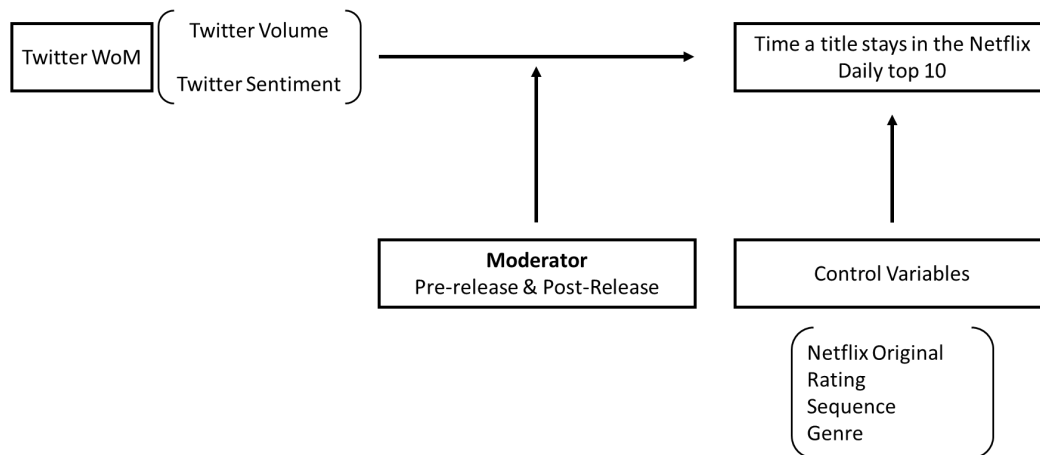 Twitter WoM
Twitter Volume
Twitter Sentiment
Time a title stays in the Netflix
Daily top 10
Moderator
Pre-release & Post-Release
Control Variables
Netflix Original
Rating
Sequence
Genre